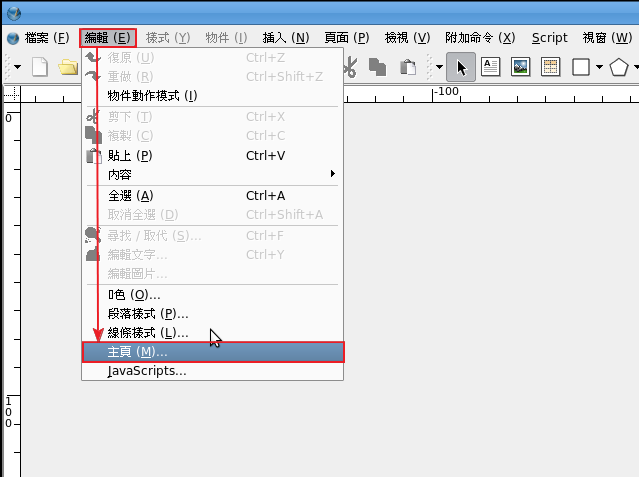 檔案 (F) 編輯 (E) 樣式 (Y) 物件 (I) 插入 (N) 頁面 (P) 檢視 (V) 附加命令 (X) Script 視窗 (W)
復原 (U) Ctrl+Z
重做 (R) Ctrl+Shift+Z
物件動作模式 (I)
-100
剪下 (T) Ctrl+X
0
複製 (C) Ctrl+C
貼上 (P) Ctrl+V
內容
全選 (A) Ctrl+A
取消全選 (D) Ctrl+Shift+A
尋找 / 取代 (S)... Ctrl+F
編輯文字... Ctrl+Y
編輯圖片...
色 (O)...
段落樣式 (P)...
線條樣式 (L)...
主頁 (M)...
JavaScripts...
100